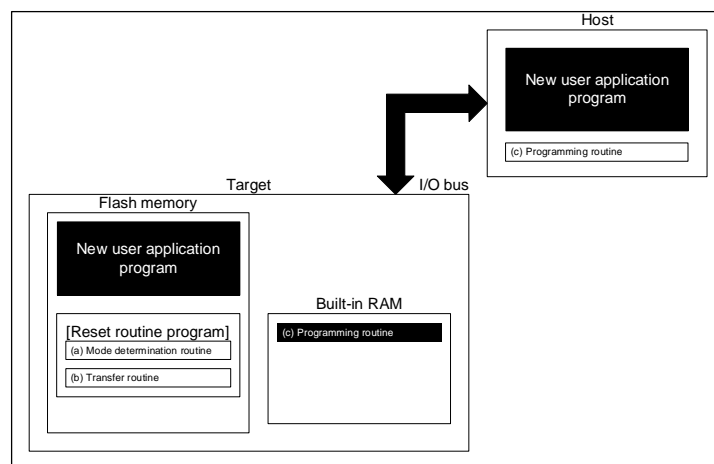 Host
New user application
program
(c) Programming routine
Target
I/O bus
Flash memory
New user application
program
[Reset routine program]
(a) Mode determination routine
(b) Transfer routine
Built-in RAM
(c) Programming routine